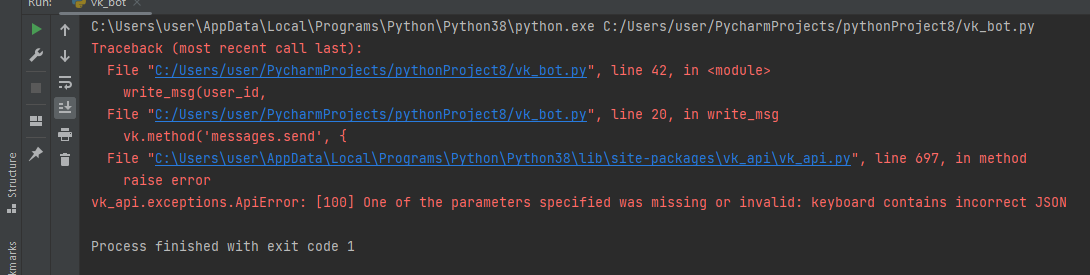 Run: vk_bot
C:\Users\user\AppData\Local\Programs\Python\Python38\python.exe C:/Users/user/PycharmProjects/pythonProject8/vk_bot.py
Traceback (most recent call last):
File "C:/Users/user/PycharmProjects/pythonProject8/vk_bot.py", line 42, in <module>
write_msg(user_id,
File "C:/Users/user/PycharmProjects/pythonProject8/vk_bot.py", line 20, in write_msg
vk.method('messages.send', {
File "C:\Users\user\AppData\Local\Programs\Python\Python38\lib\site-packages\vk_api\vk_api.py", line 697, in method
raise error
vk_api.exceptions.ApiError: [100] One of the parameters specified was missing or invalid: keyboard contains incorrect JSON
Process finished with exit code 1
Structure